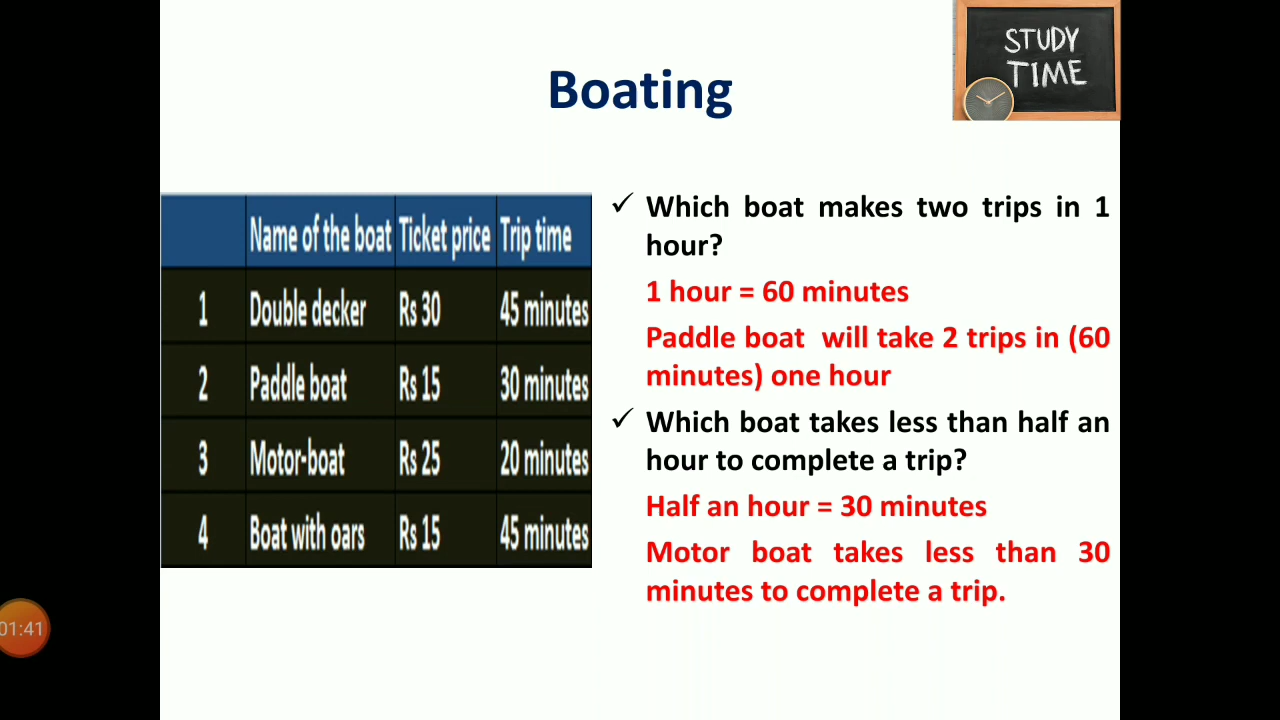 STUDY
TIME
Boating
Name of the boat Ticket price Trip time
1 Double decker Rs 30 45 minutes
2 Paddle boat Rs 15 30 minutes
3 Motor-boat Rs 25 20 minutes
4 Boat with oars Rs 15 45 minutes
✓ Which boat makes two trips in 1
hour?
1 hour = 60 minutes
Paddle boat will take 2 trips in (60
minutes) one hour
✓ Which boat takes less than half an
hour to complete a trip?
Half an hour = 30 minutes
Motor boat takes less than 30
minutes to complete a trip.
01:41